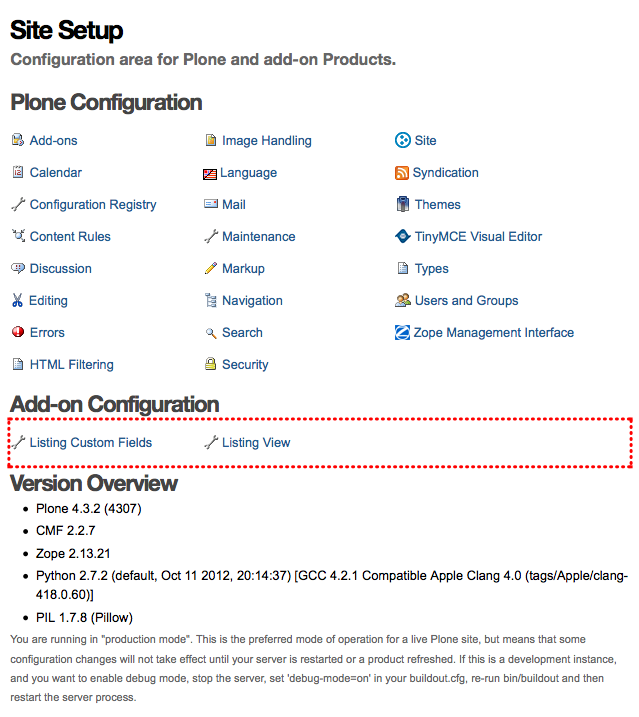 Site Setup
Configuration area for Plone and add-on Products.
Plone Configuration
Add-ons
Image Handling
Site
Calendar
Language
Syndication
Configuration Registry
Mail
Themes
Content Rules
Maintenance
TinyMCE Visual Editor
Discussion
Markup
Types
Editing
Navigation
Users and Groups
Errors
Search
Zope Management Interface
HTML Filtering
Security
Add-on Configuration
Listing Custom Fields
Listing View
Version Overview
Plone 4.3.2 (4307)
CMF 2.2.7
Zope 2.13.21
Python 2.7.2 (default, Oct 11 2012, 20:14:37) [GCC 4.2.1 Compatible Apple Clang 4.0 (tags/Apple/clang-
418.0.60)]
PIL 1.7.8 (Pillow)
You are running in "production mode". This is the preferred mode of operation for a live Plone site, but means that some
configuration changes will not take effect until your server is restarted or a product refreshed. If this is a development instance,
and you want to enable debug mode, stop the server, set 'debug-mode=on' in your buildout.cfg, re-run bin/buildout and then
restart the server process.